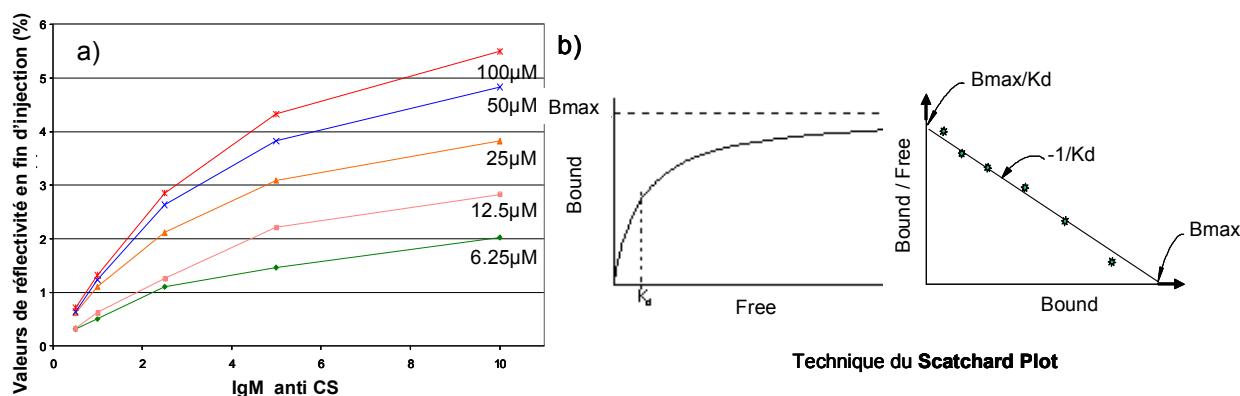 a)
Valeurs de réflectivité en fin d'injection (%)
6
5
4
3
2
1
0
100µM
50µM
25µM
12.5µM
6.25µM
0
2
4
6
8
10
IgM anti CS
b)
Bmax
Bound
Kd
Free
Bmax/Kd
-1/Kd
Bmax
Bound / Free
Bound
Technique du Scatchard Plot